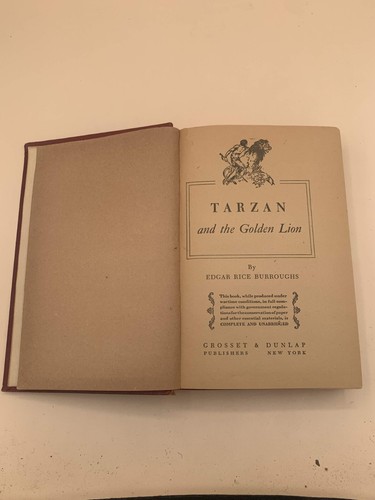 TARZAN
and the Golden Lion
By
EDGAR RICE BURROUGHS
This book, while produced under
wartime conditions, in full com-
pliance with government regula-
tions for the conservation of paper
and other essential materials, is
COMPLETE AND UNABRIDGED
GROSSET & DUNLAP
PUBLISHERS NEW YORK